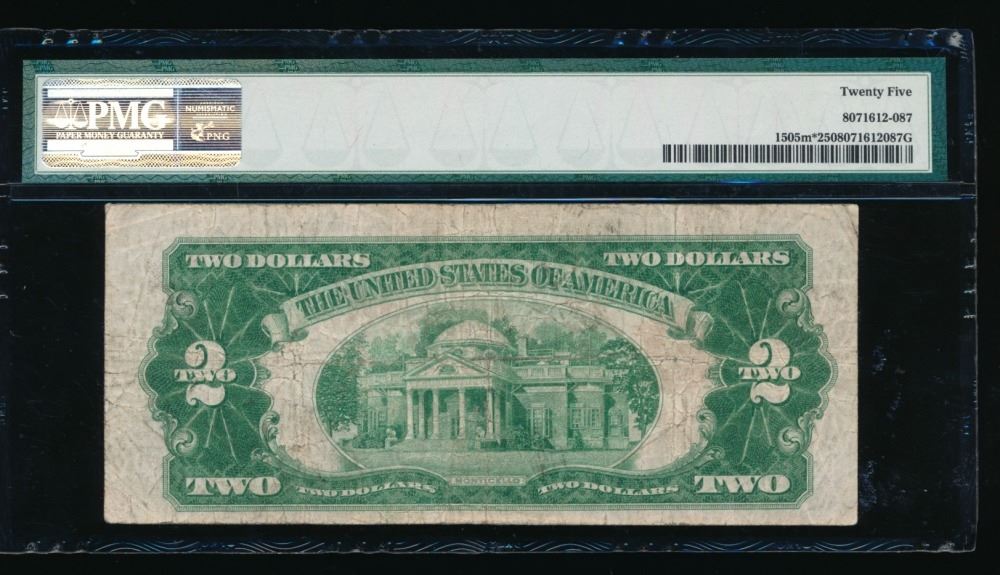 PMG
PAPER MONEY GUARANTY
NUMISMATIC
PNG
Twenty Five
8071612-087
1505m*2508071612087G
TWO DOLLARS
TWO DOLLARS
THE UNITED STATES OF AMERICA
2
TWO
2
TWO
MONTICELLO
TWO
TWO DOLLARS
TWO DOLLARS
TWO